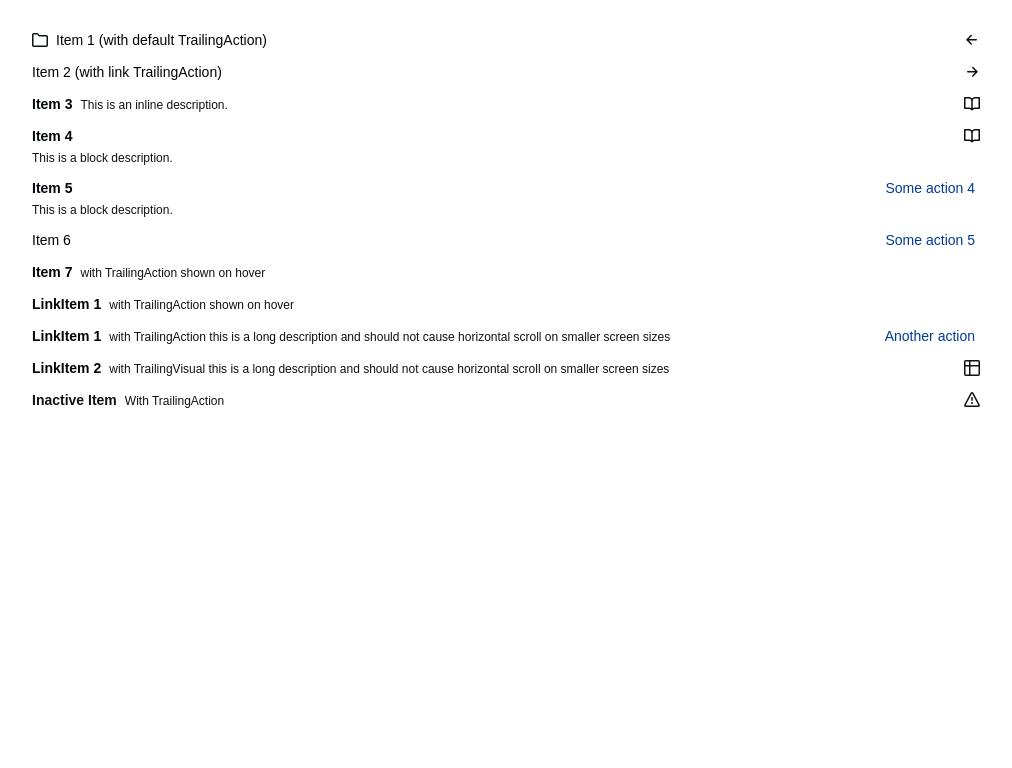 Item 1 (with default TrailingAction)
Item 2 (with link TrailingAction)
Item 3 This is an inline description.
Item 4
This is a block description.
Item 5 Some action 4
This is a block description.
Item 6 Some action 5
Item 7 with TrailingAction shown on hover
LinkItem 1 with TrailingAction shown on hover
LinkItem 1 with TrailingAction this is a long description and should not cause horizontal scroll on smaller screen sizes Another action
LinkItem 2 with TrailingVisual this is a long description and should not cause horizontal scroll on smaller screen sizes
Inactive Item With TrailingAction